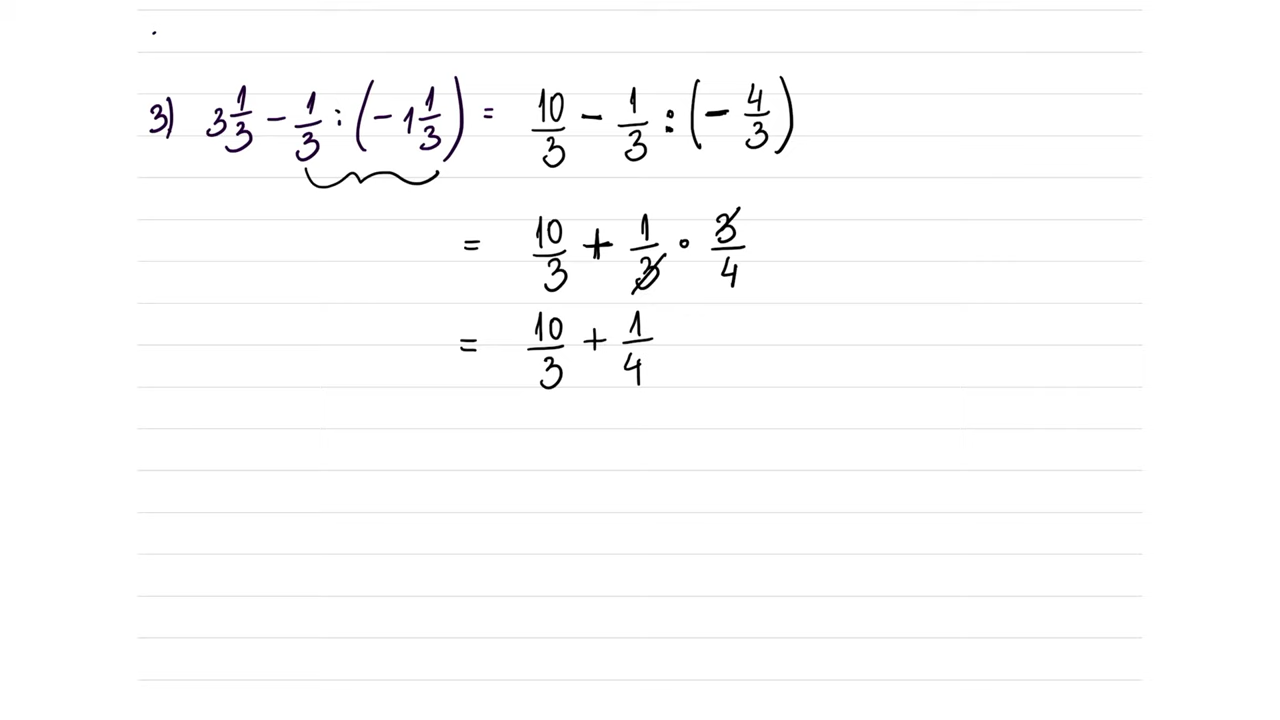 3) 3 1/3 - 1/3 : (-1 1/3) = 10/3 - 1/3 : (- 4/3)
= 10/3 + 1/3 · 3/4
= 10/3 + 1/4